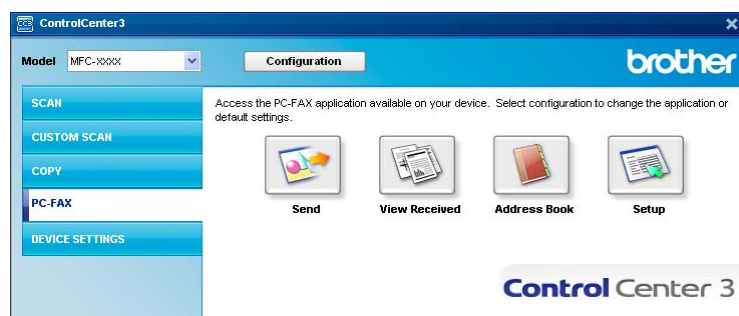 CC3 ControlCenter3
Model MFC-XXXX Configuration brother
SCAN
CUSTOM SCAN
COPY
PC-FAX
DEVICE SETTINGS
Access the PC-FAX application available on your device. Select configuration to change the application or
default settings.
Send View Received Address Book Setup
Control Center 3